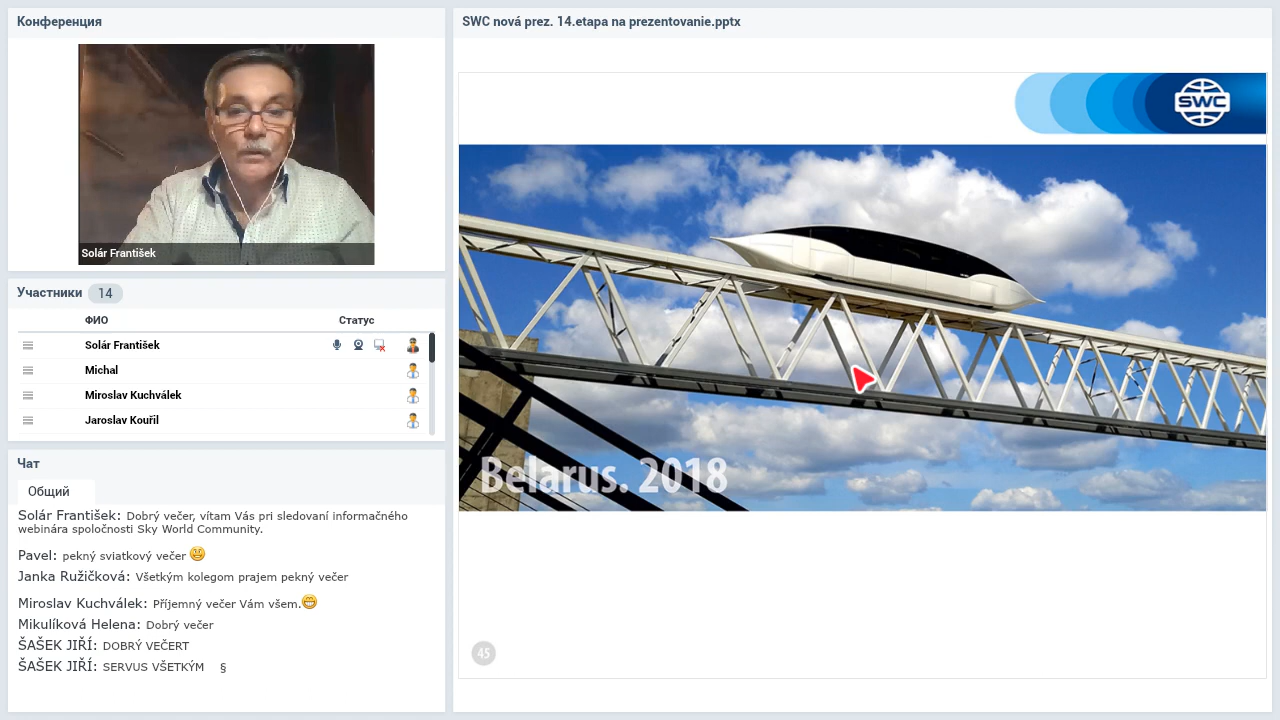 Конференция
Solár František
Участники 14
ФИО Статус
Solár František
Michal
Miroslav Kuchválek
Jaroslav Kouřil
Чат
Общий
Solár František: Dobrý večer, vítam Vás pri sledovaní informačného
webinára spoločnosti Sky World Community.
Pavel: pekný sviatkový večer
Janka Ružičková: Všetkým kolegom prajem pekný večer
Miroslav Kuchválek: Příjemný večer Vám všem.
Mikulíková Helena: Dobrý večer
ŠAŠEK JIŘÍ: DOBRÝ VEČERT
ŠAŠEK JIŘÍ: SERVUS VŠETKÝM §
SWC nová prez. 14.etapa na prezentovanie.pptx
SWC
Belarus. 2018
45